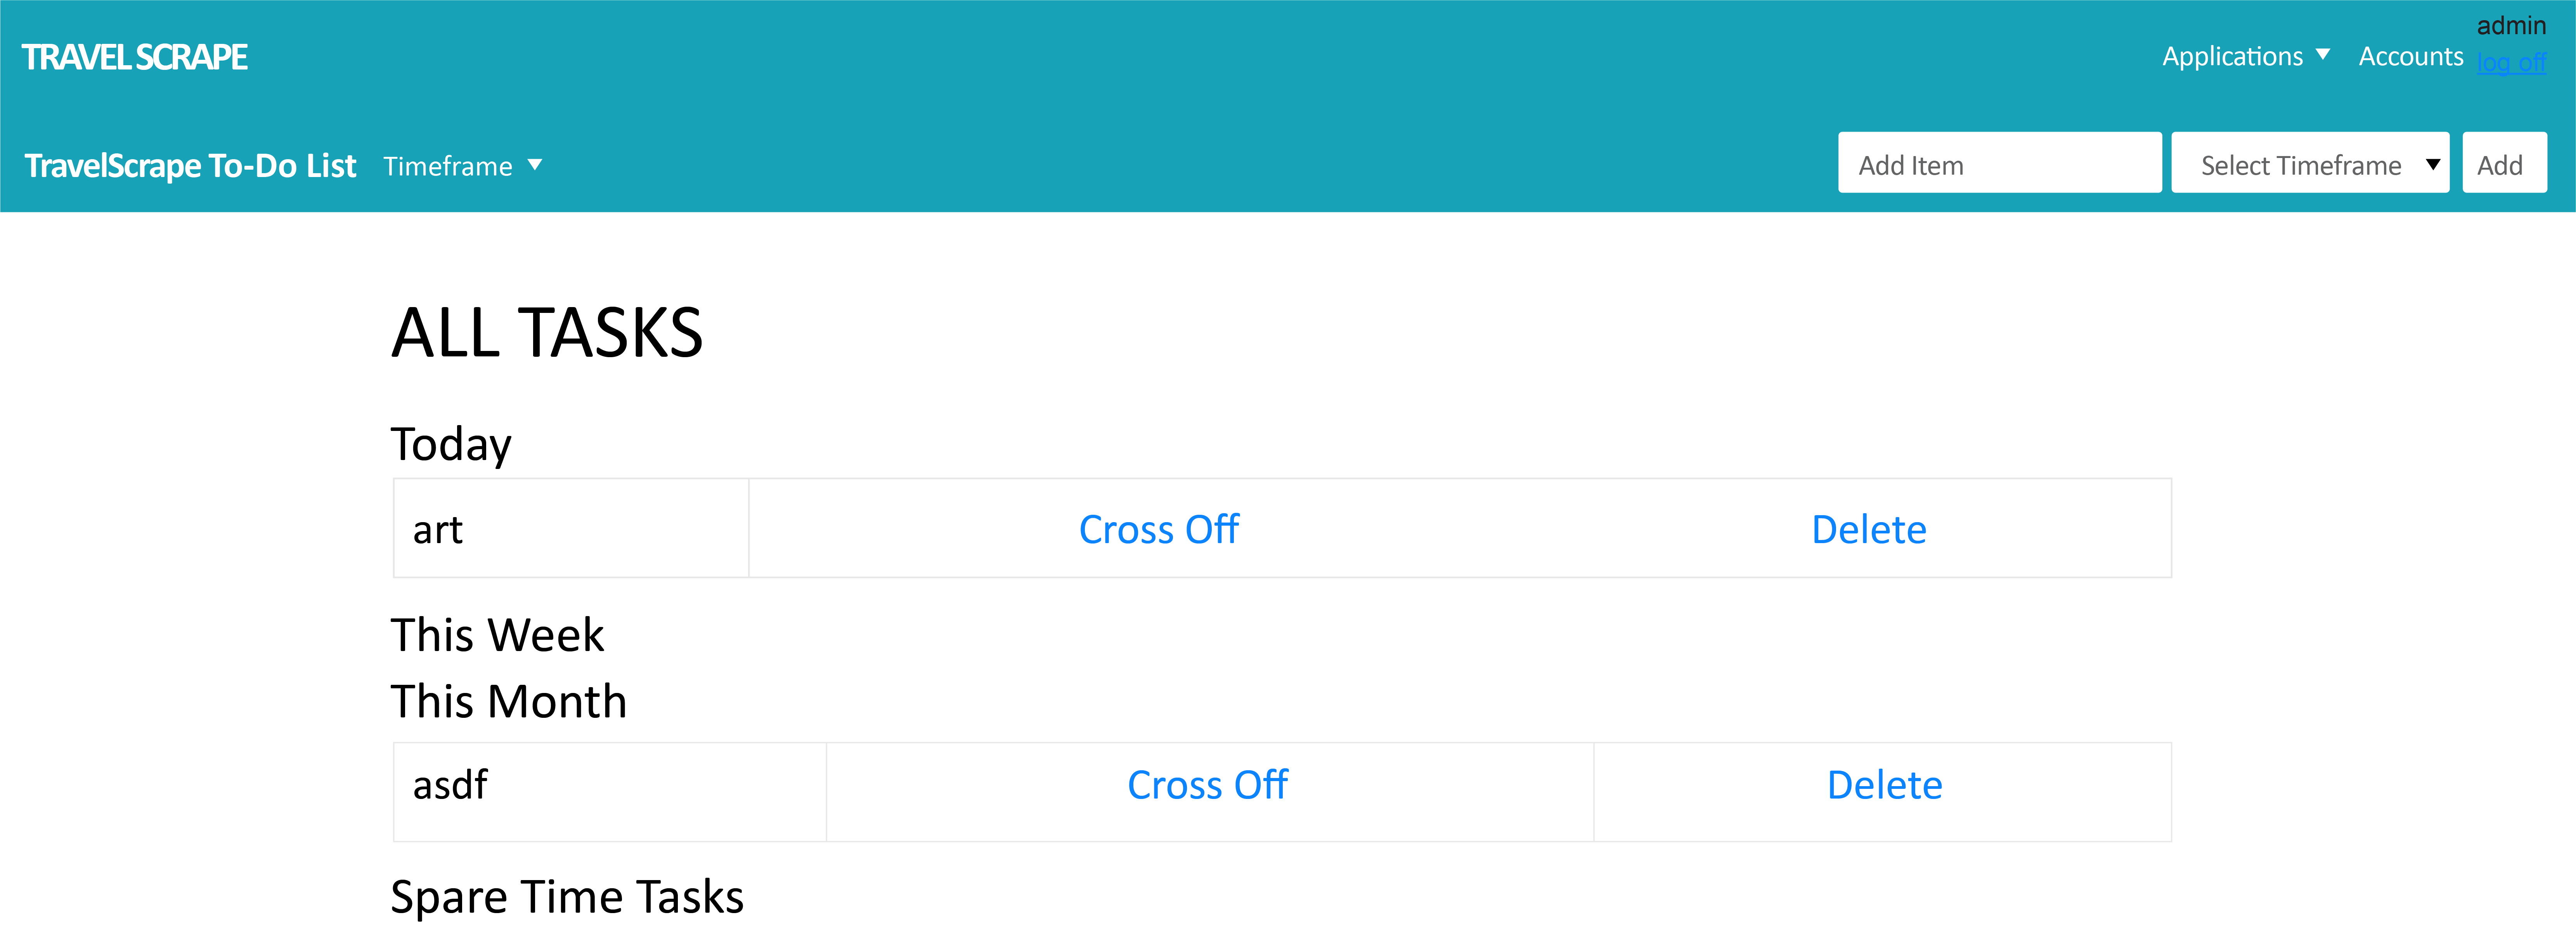 TRAVEL SCRAPE
Applications ▼ Accounts
admin
log off
TravelScrape To-Do List Timeframe ▼
Add Item
Select Timeframe ▼
Add
ALL TASKS
Today
art Cross Off Delete
This Week
This Month
asdf Cross Off Delete
Spare Time Tasks